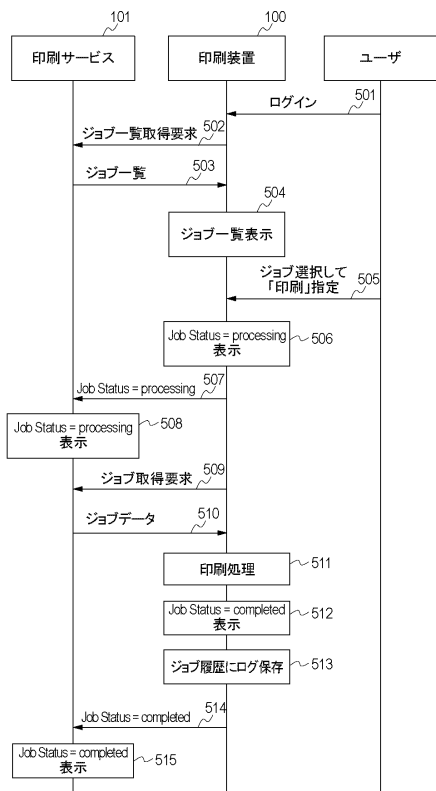 101
100
印刷サービス
印刷装置
ユーザ
ログイン
501
ジョブ一覧取得要求
502
ジョブ一覧
503
504
ジョブ一覧表示
ジョブ選択して
「印刷」指定
505
Job Status = processing
表示
506
Job Status = processing
507
Job Status = processing
表示
508
ジョブ取得要求
509
ジョブデータ
510
印刷処理
511
Job Status = completed
表示
512
ジョブ履歴にログ保存
513
Job Status = completed
514
Job Status = completed
表示
515